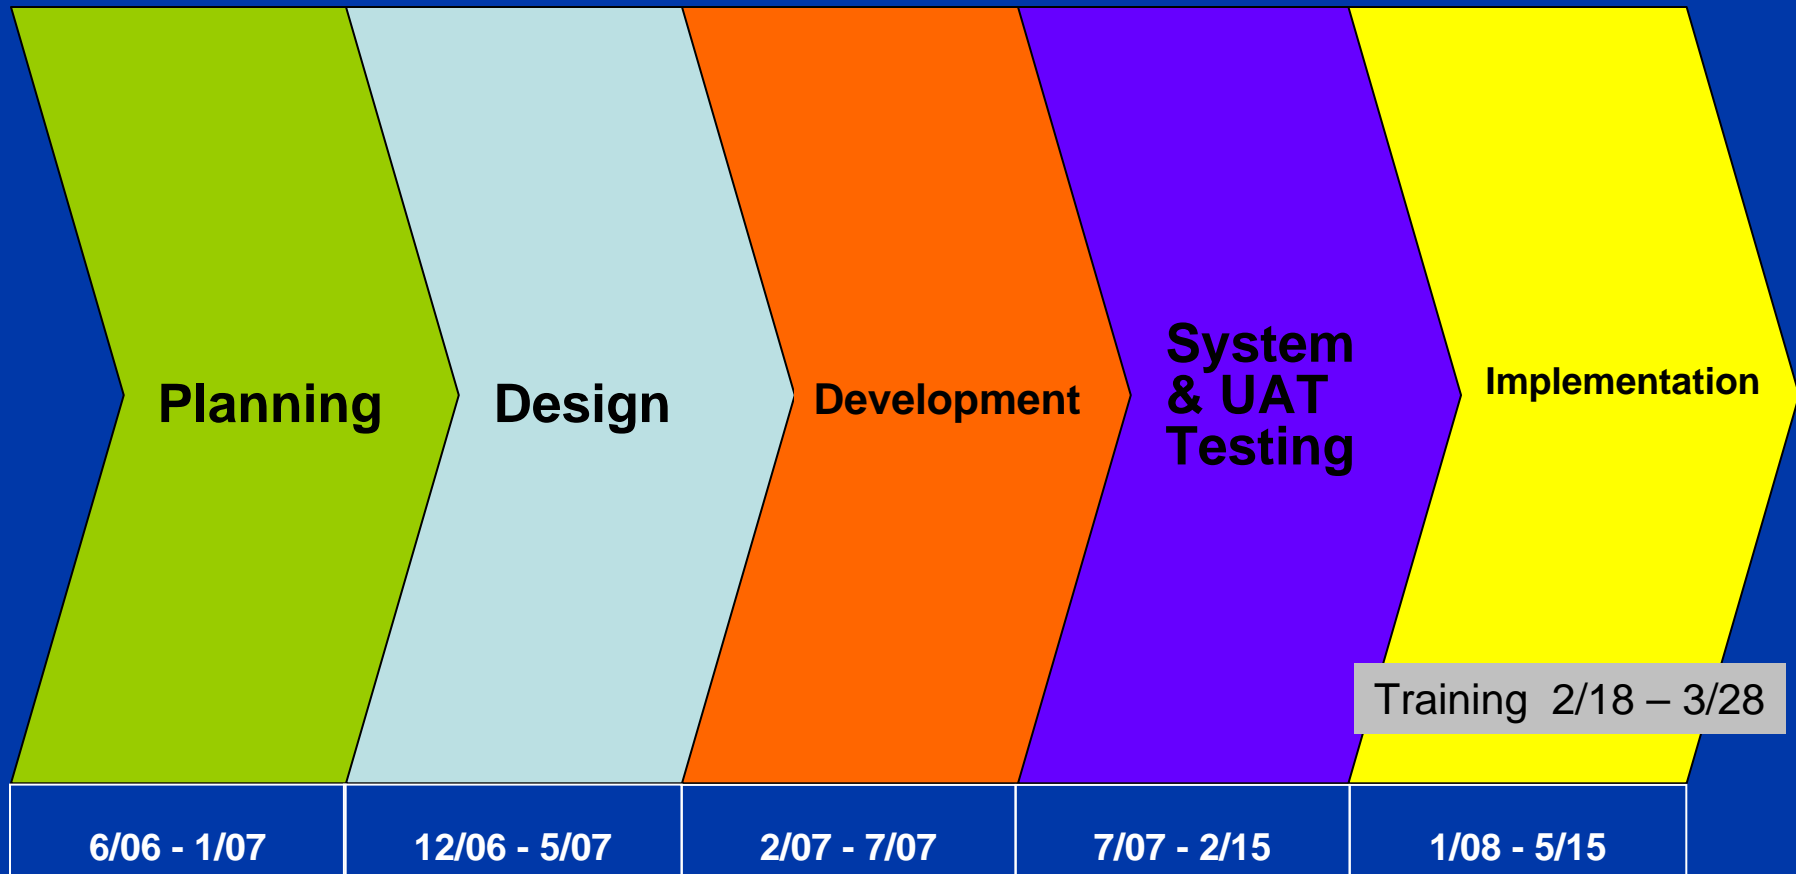 Planning
Design
Development
System
& UAT
Testing
Implementation
Training 2/18 – 3/28
6/06 - 1/07
12/06 - 5/07
2/07 - 7/07
7/07 - 2/15
1/08 - 5/15